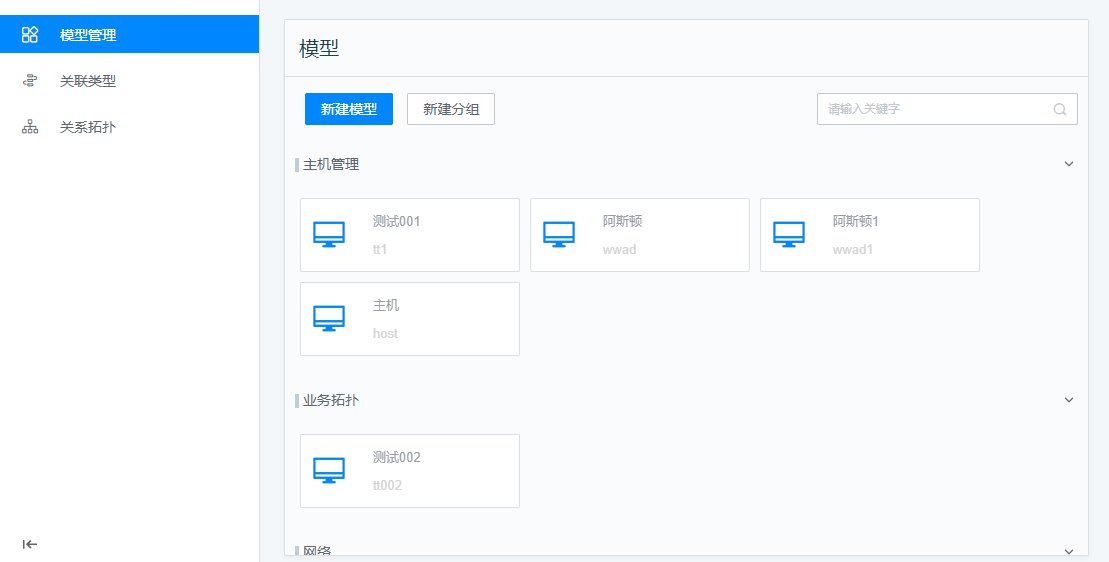 模型管理
关联类型
关系拓扑
模型
新建模型 新建分组 请输入关键字
主机管理
测试001 阿斯顿 阿斯顿1
tt1 wwad wwad1
主机
host
业务拓扑
测试002
tt002
网络